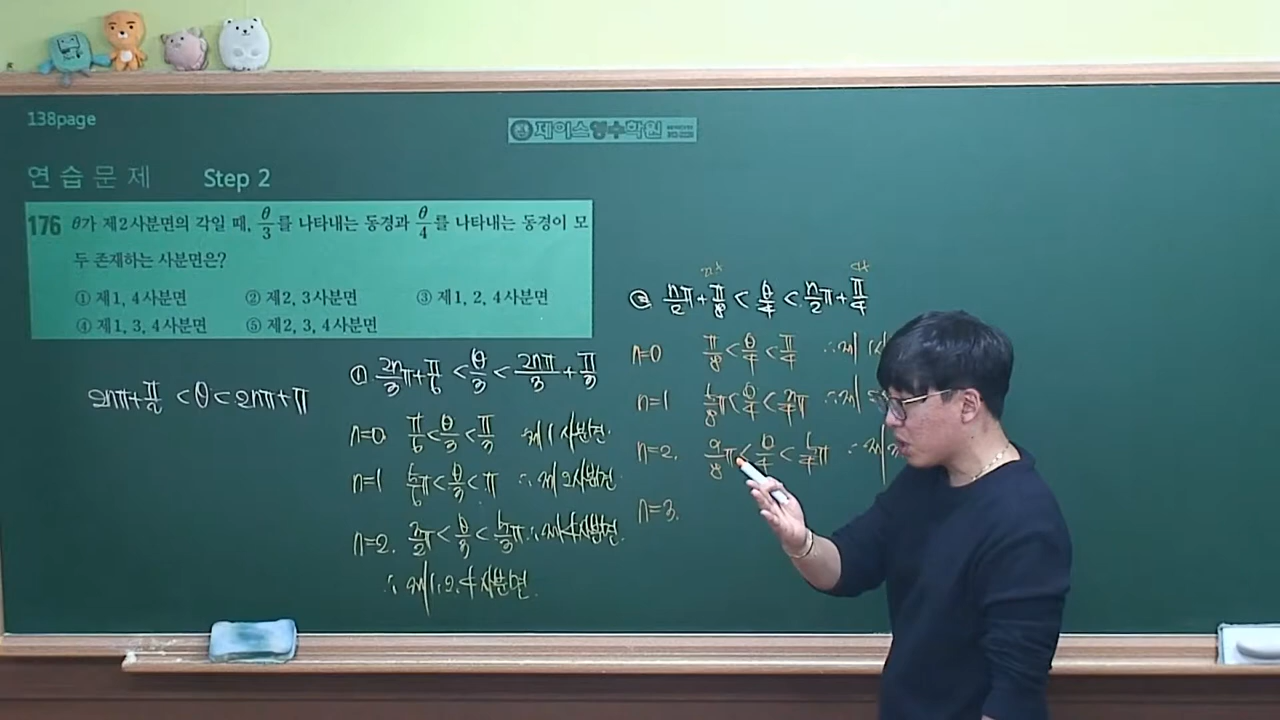 138page
제이스영수학원
연습문제 Step 2
176 θ가 제2사분면의 각일 때, θ/3를 나타내는 동경과 θ/4를 나타내는 동경이 모
두 존재하는 사분면은?
① 제1, 4사분면 ② 제2, 3사분면 ③ 제1, 2, 4사분면
④ 제1, 3, 4사분면 ⑤ 제2, 3, 4사분면
2nπ+π/2 <θ<2nπ+π
① 2n/3π+π/6 <θ/3< 2nπ/3+π/3
n=0 π/6<θ/3<π/3 제1사분면.
n=1 5/6π<θ/3<π ∴제2사분면
n=2. 3/2π<θ/3<5/3π ∴제4사분면.
∴제1,2,4사분면.
② n/2π+π/8<θ/4<n/2π+π/4
n=0 π/8<θ/4<π/4 ∴제1사
n=1 5/8π<θ/4<3/4π ∴제
n=2. 9/8π<θ/4<5/4π ∴제
n=3.